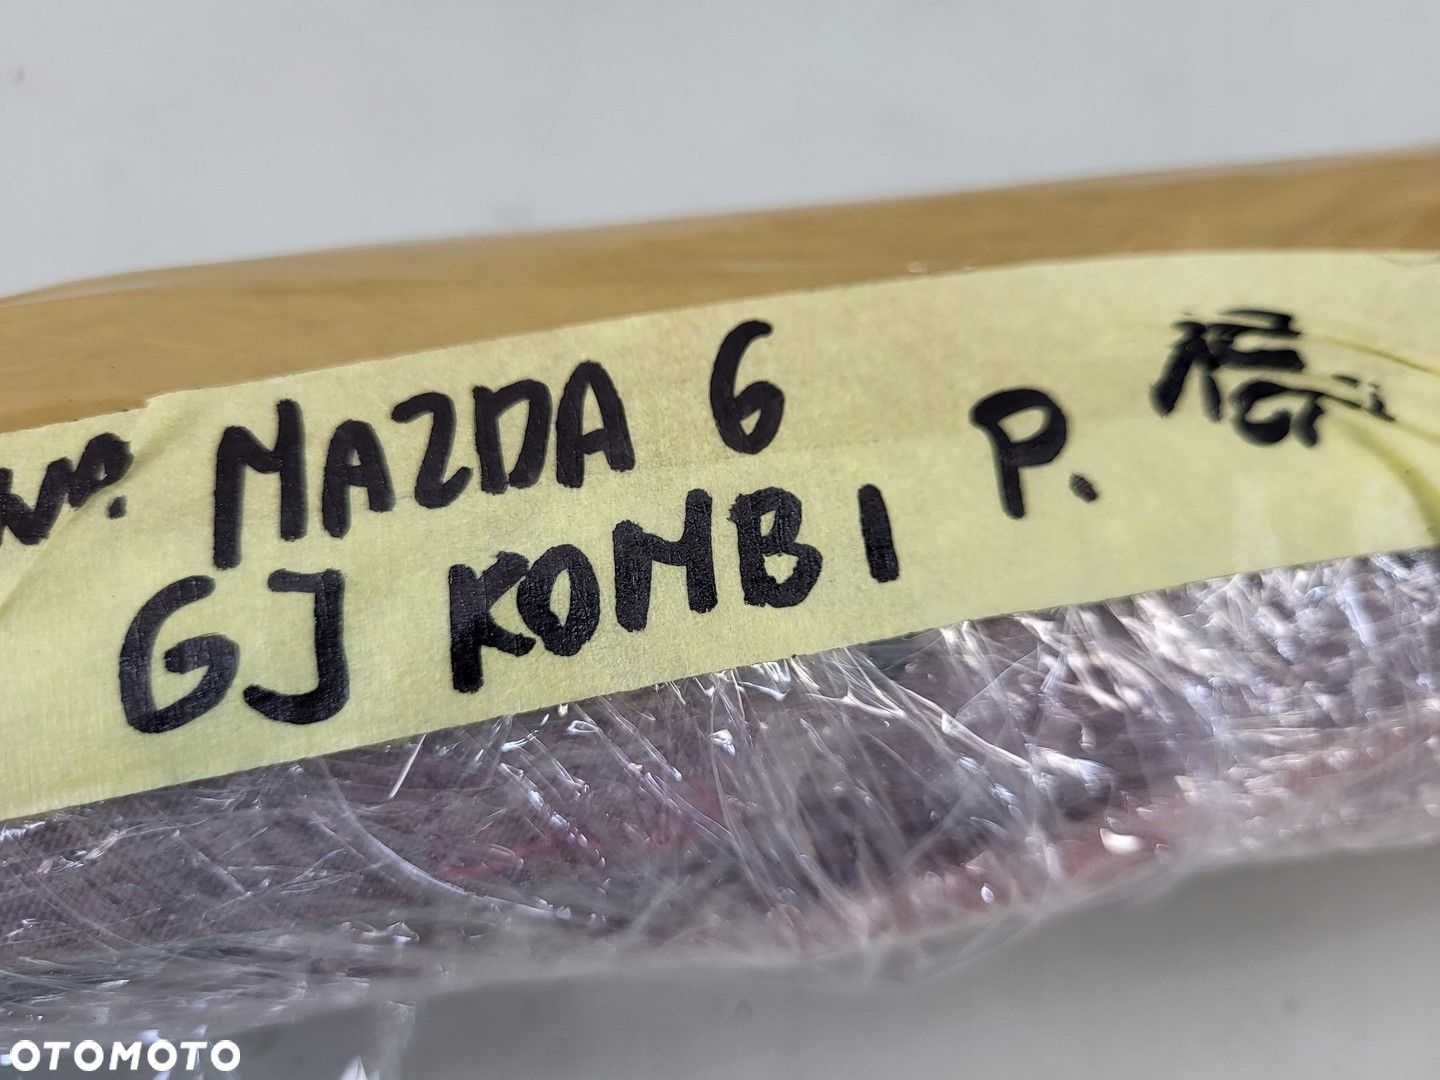 MAZDA 6 P.
GJ KOMBI
OTOMOTO